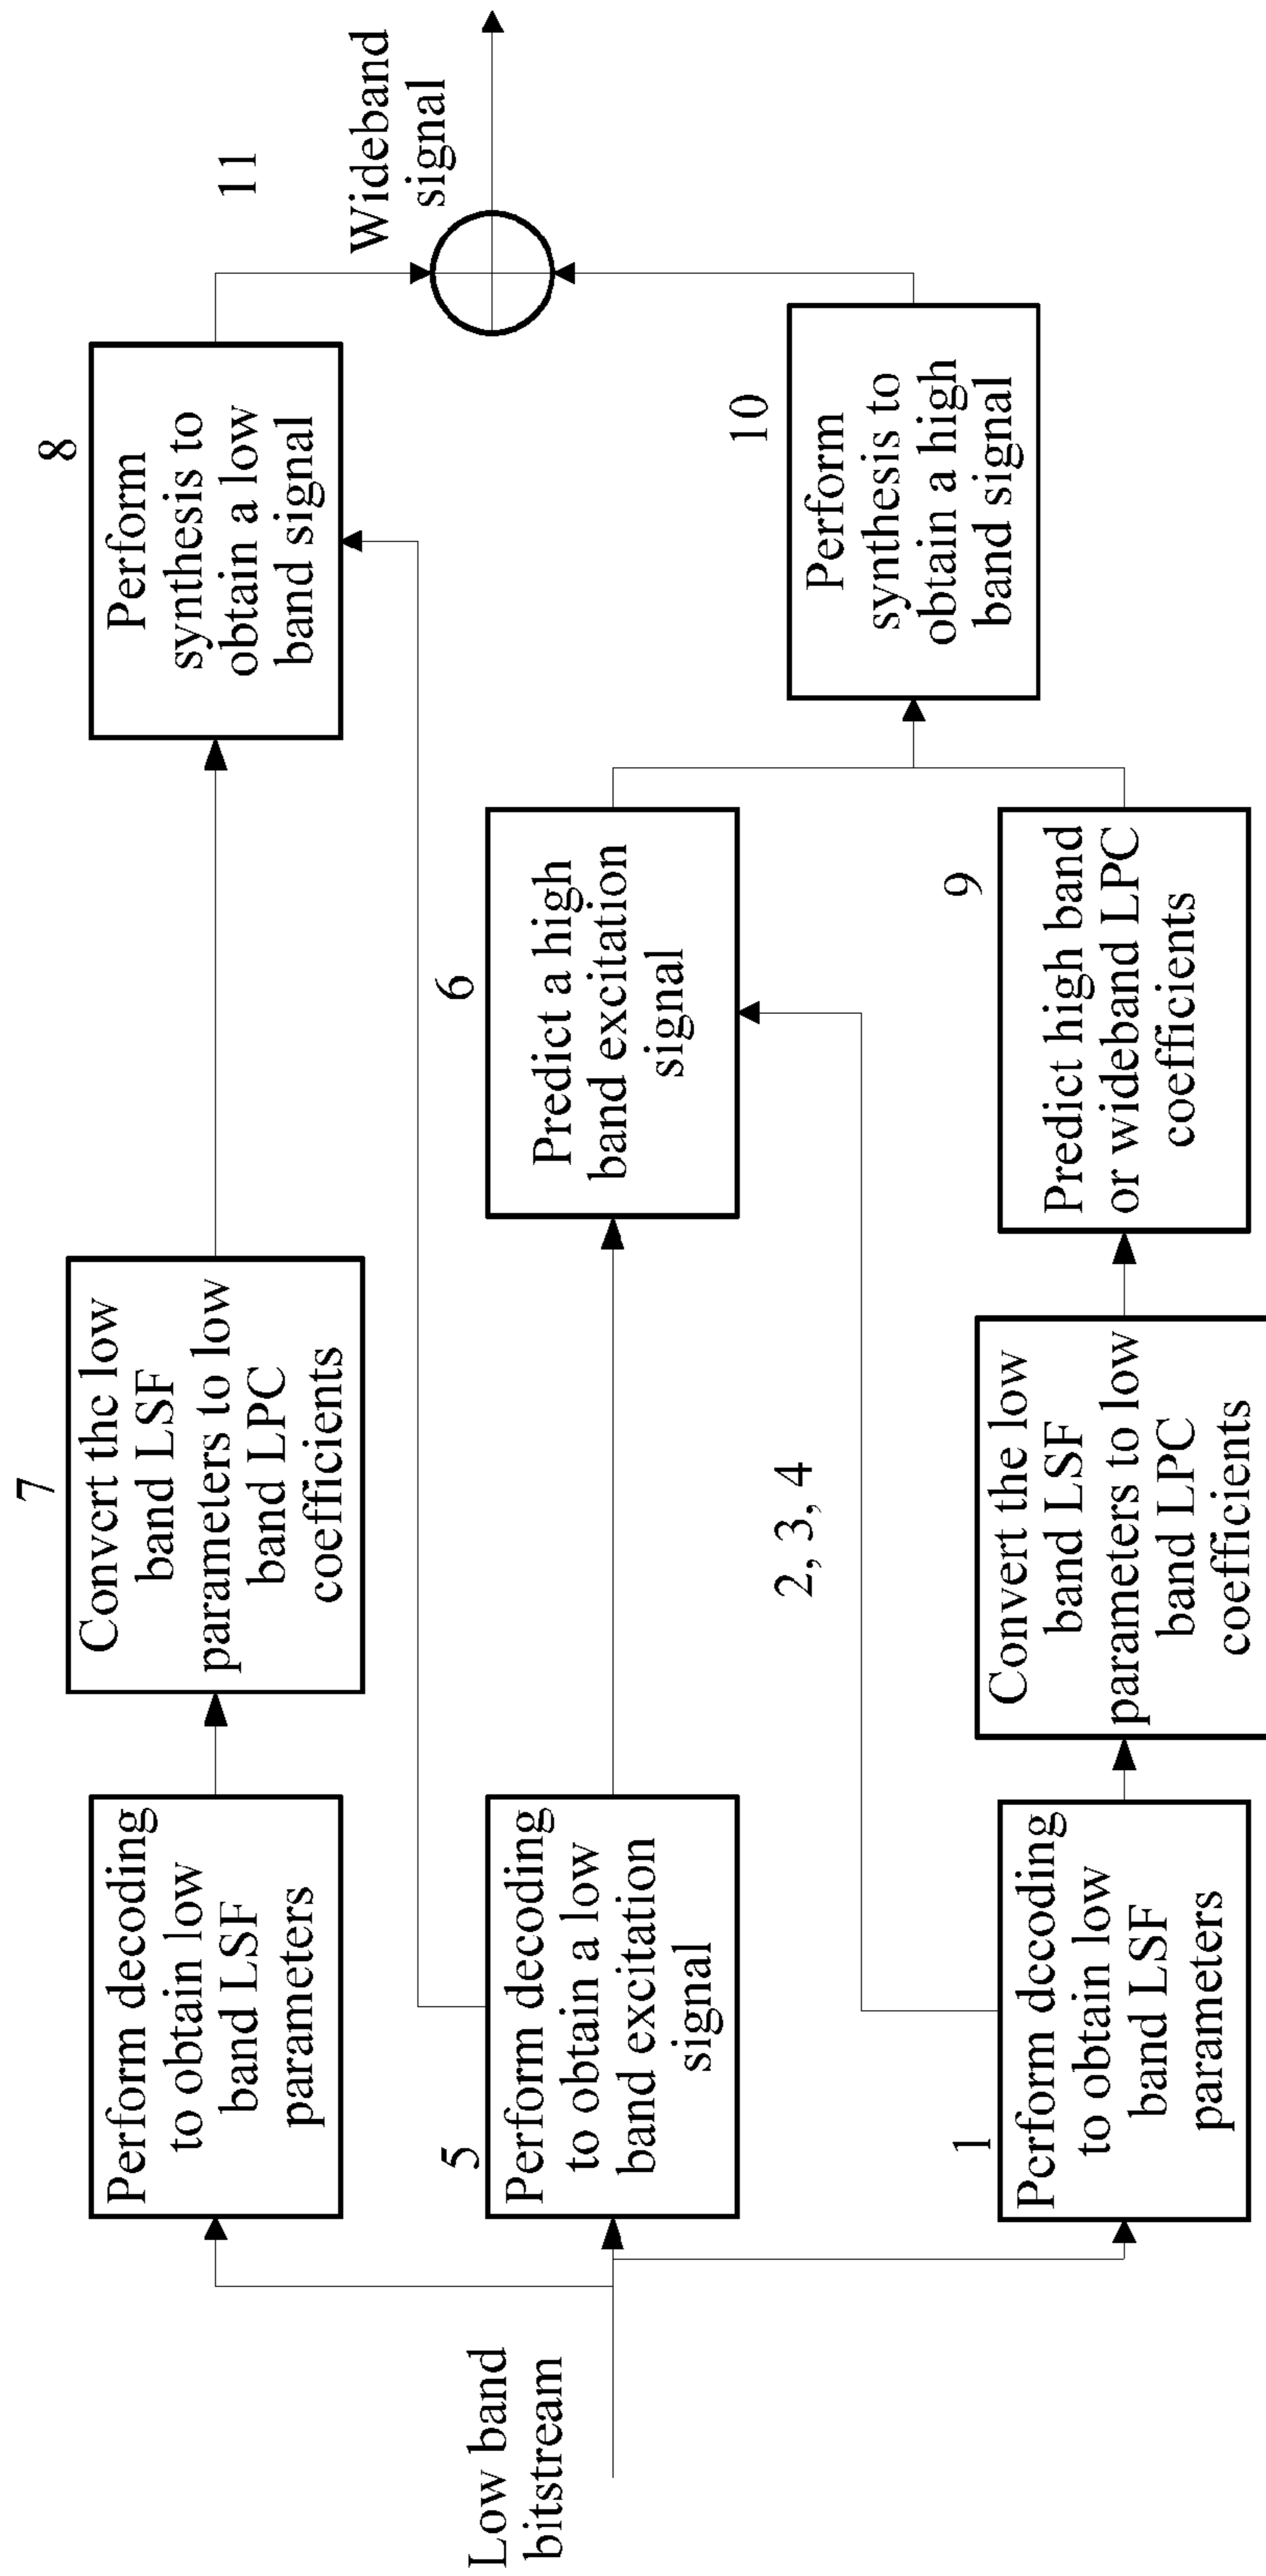 Low band
bitstream
Perform decoding
to obtain low
band LSF
parameters
7
Convcrt thc low
band LSF
parameters to low
band LPC
coefficients
8
Perform
synthesis to
obtain a low
band signal
11
Wideband
signal
5
Perform decoding
to obtain a low
band excitation
signal
6
Predict a high
band excitation
signal
2, 3, 4
10
Perform
synthesis to
obtain a high
band signal
1
Pcrform dccoding
to obtain low
band LSF
parameters
Convert the low
band LSF
parameters to low
band LPC
coefficients
9
Predict high band
or wideband LPC
coefficients